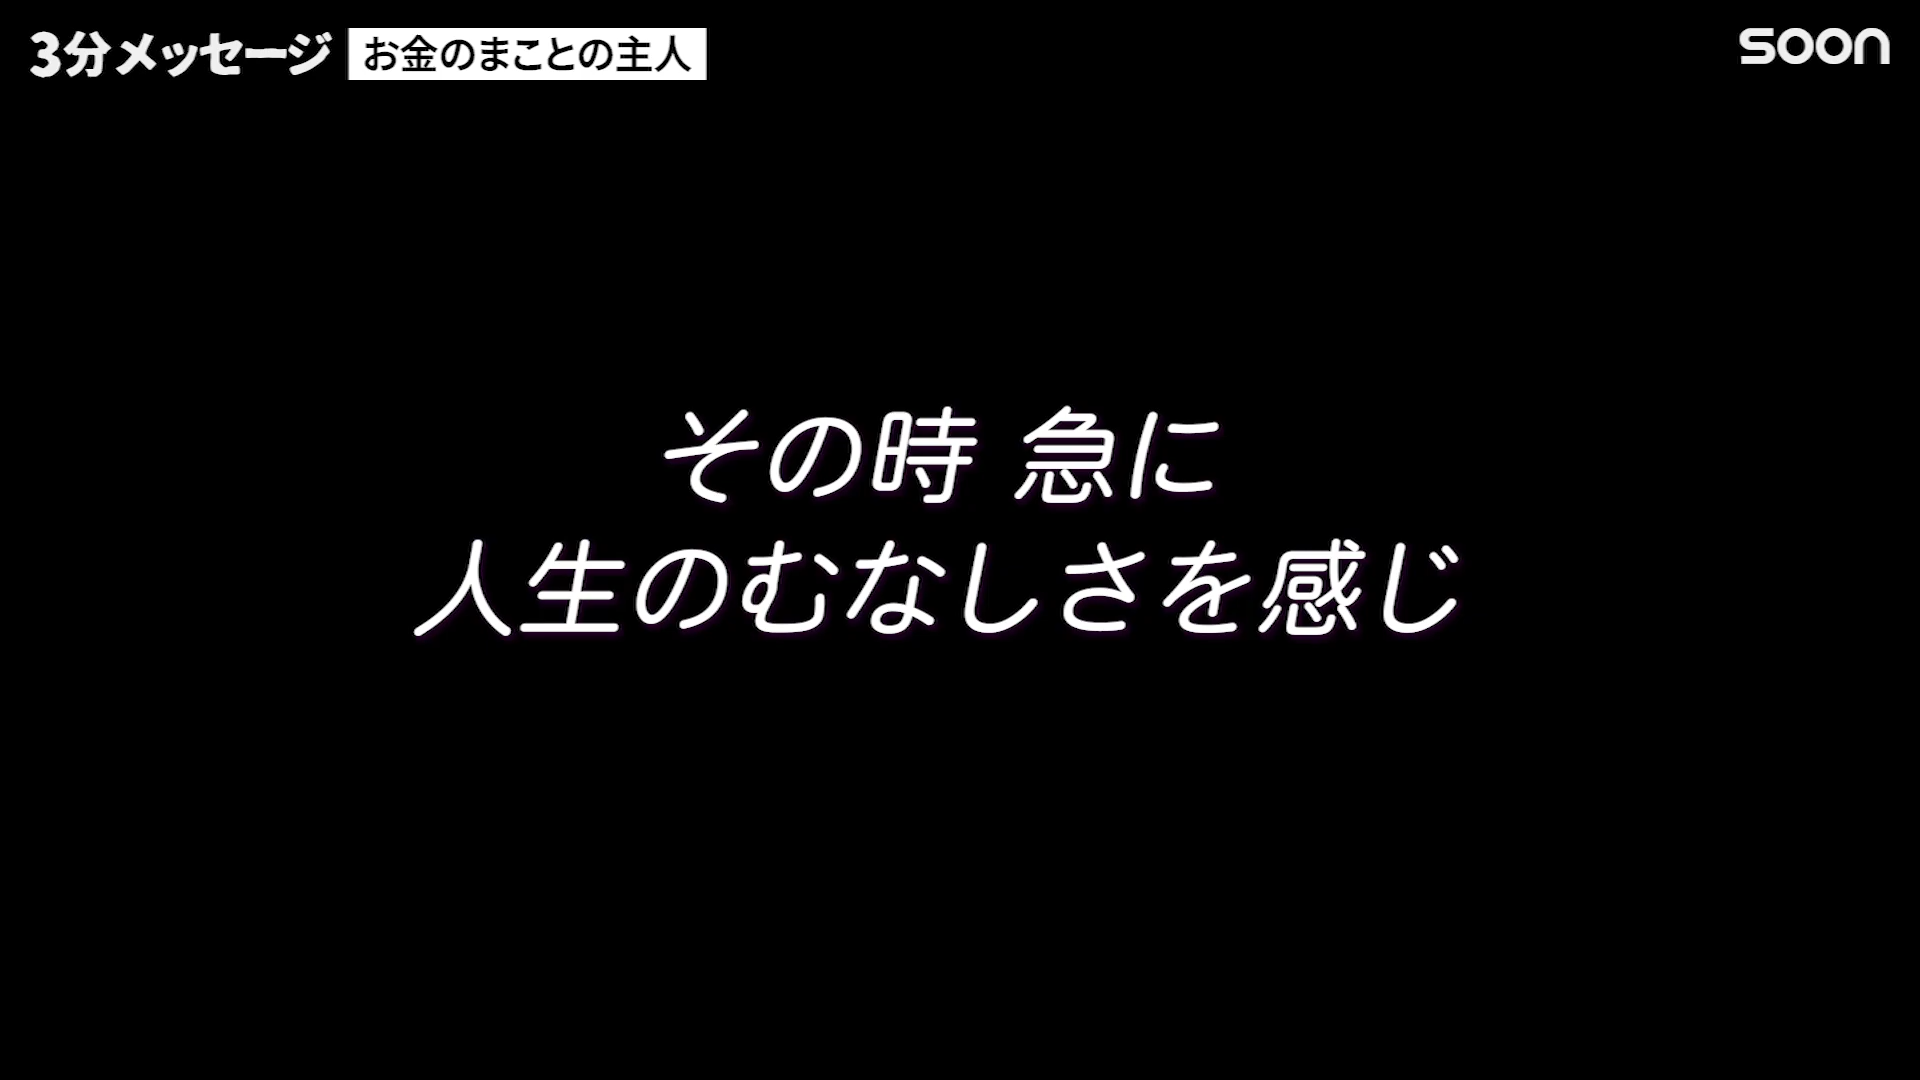 3分メッセージ お金のまことの主人
soon
その時 急に
人生のむなしさを感じ